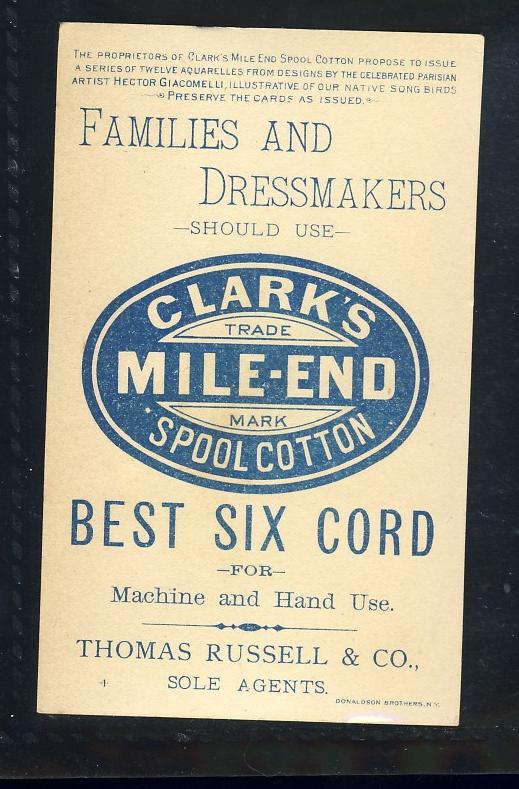 THE PROPRIETORS OF CLARK'S MILE END SPOOL COTTON PROPOSE TO ISSUE
A SERIES OF TWELVE AQUARELLES FROM DESIGNS BY THE CELEBRATED PARISIAN
ARTIST HECTOR GIACOMELLI, ILLUSTRATIVE OF OUR NATIVE SONG BIRDS
PRESERVE THE CARDS AS ISSUED.
FAMILIES AND
DRESSMAKERS
—SHOULD USE—
CLARK'S
TRADE
MILE-END
MARK
SPOOL COTTON
BEST SIX CORD
—FOR—
Machine and Hand Use.
THOMAS RUSSELL & CO.,
4 SOLE AGENTS.
DONALDSON BROTHERS, N.Y.